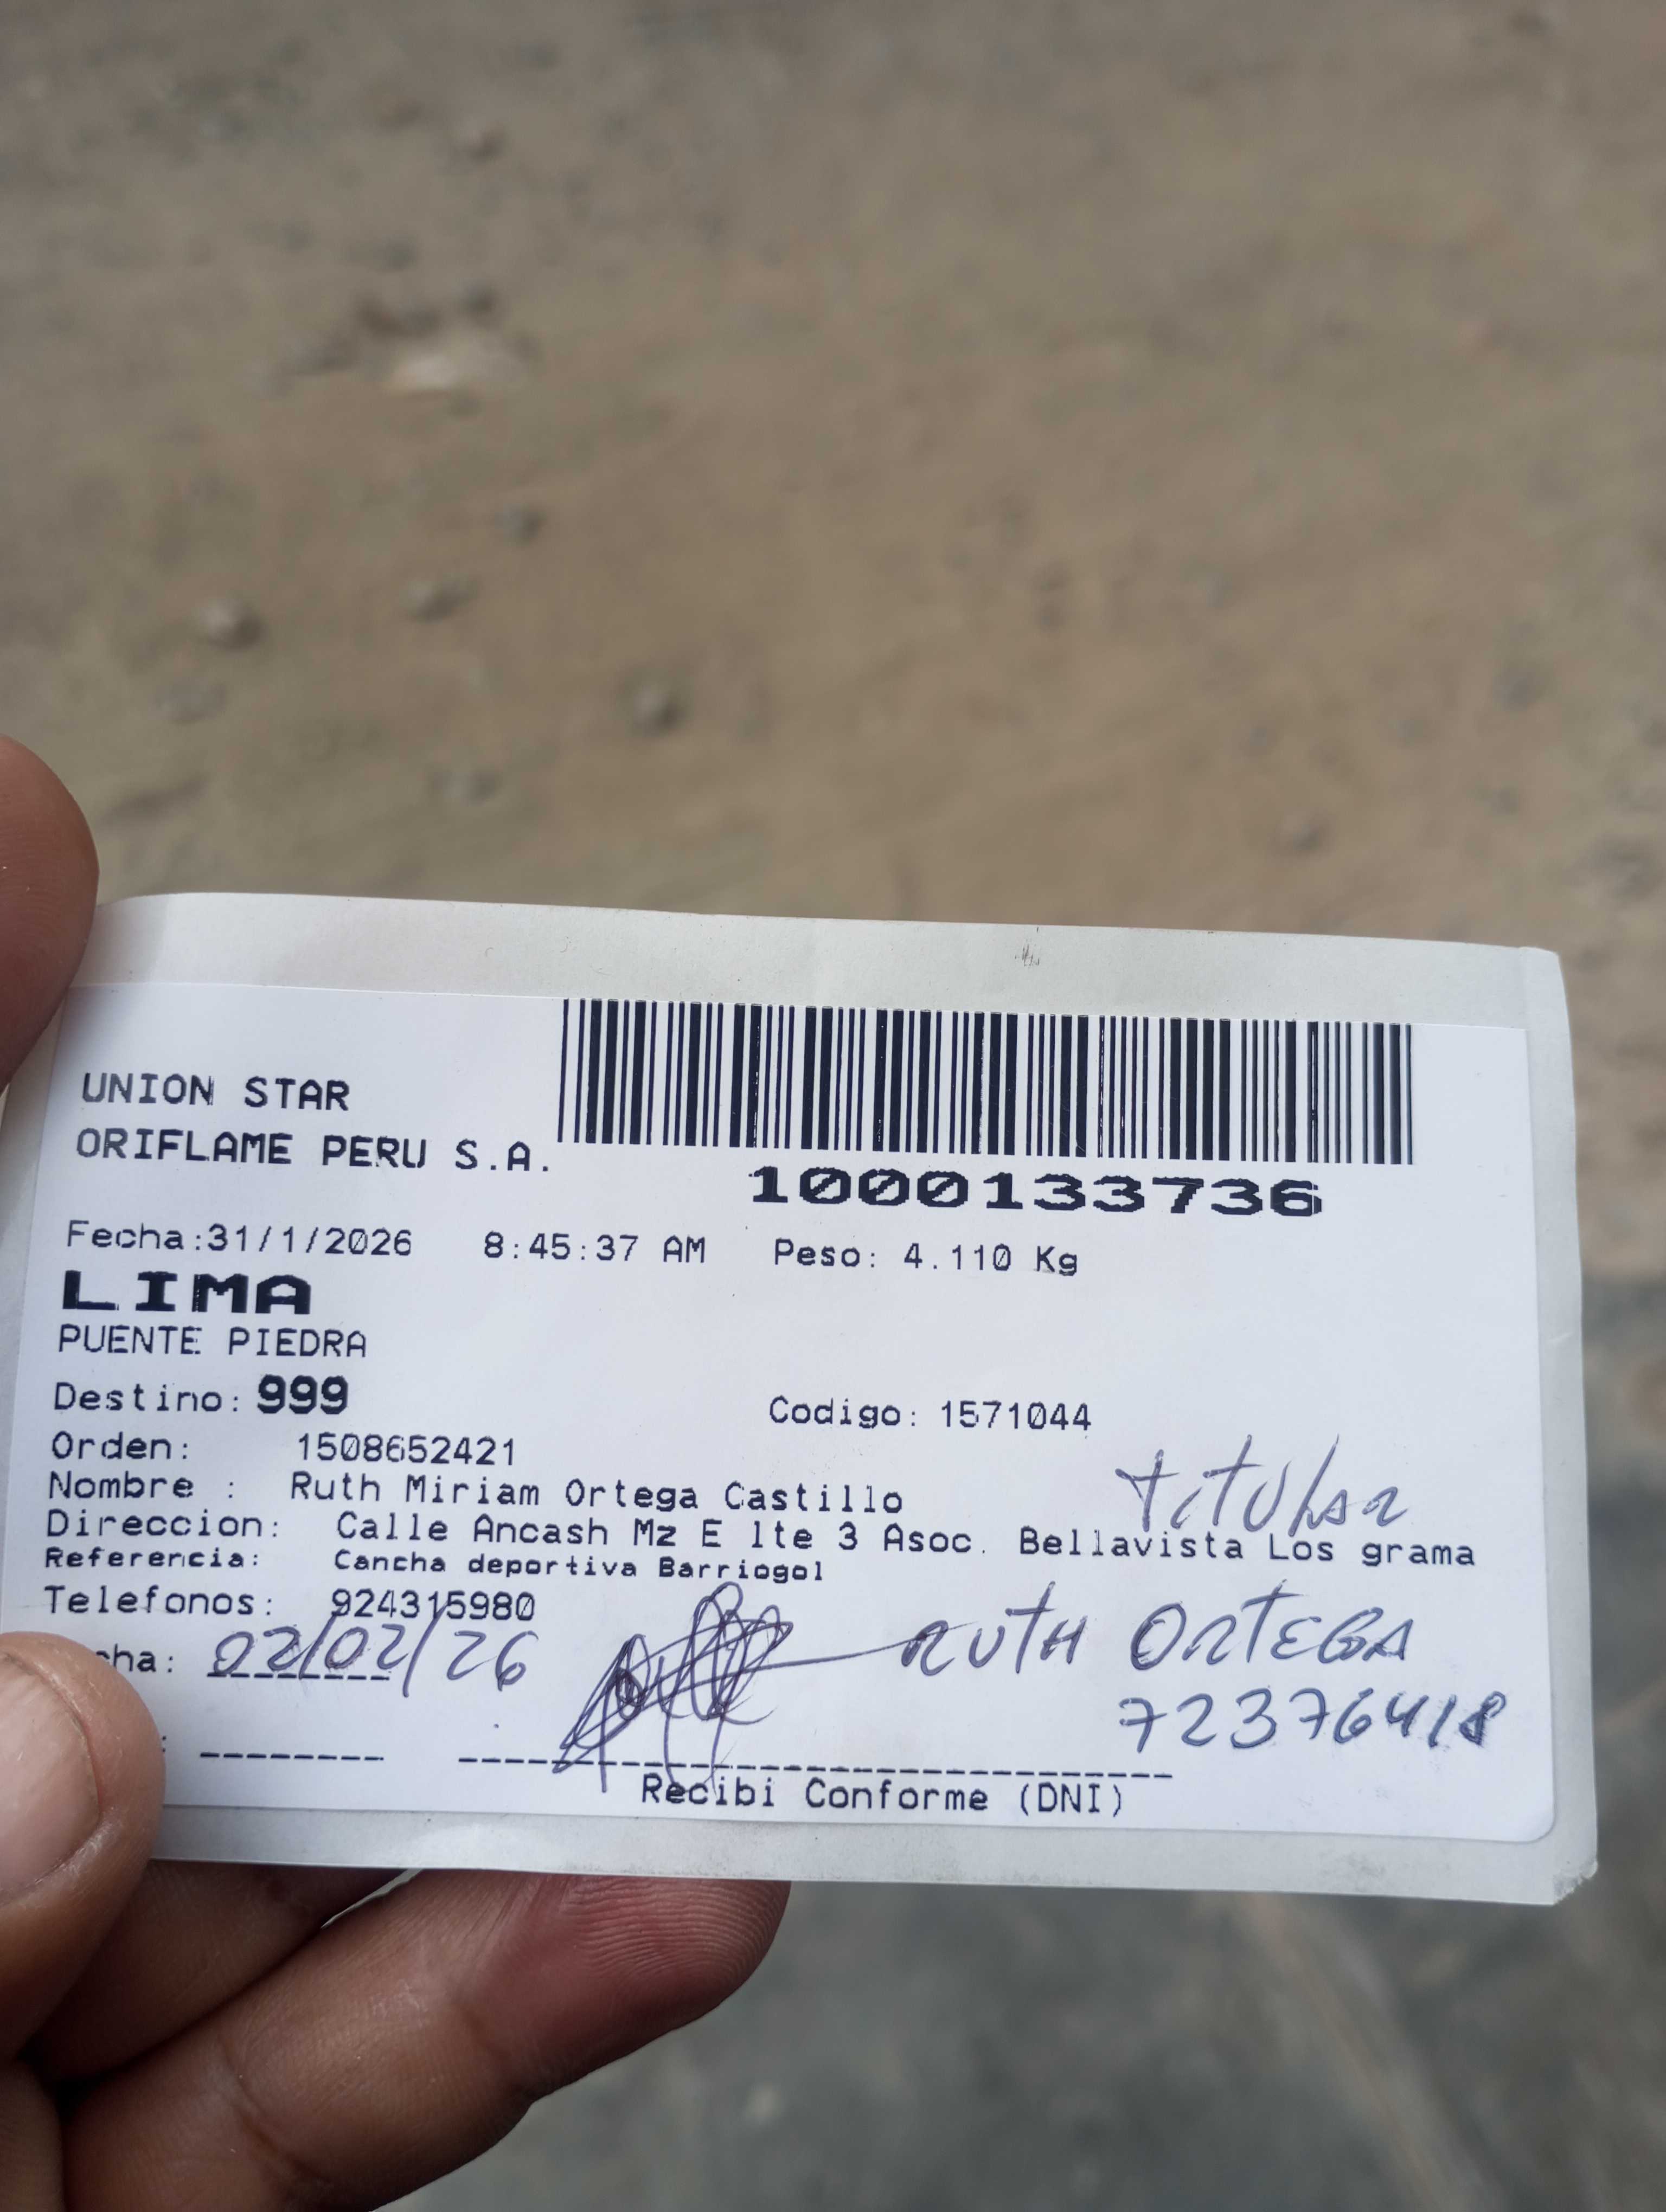 UNION STAR
ORIFLAME PERU S.A.
1000133736
Fecha:31/1/2026 8:45:37 AM Peso: 4.110 Kg
LIMA
PUENTE PIEDRA
Destino: 999 Codigo: 1571044
Orden: 1508652421
Nombre : Ruth Miriam Ortega Castillo
titular
Direccion: Calle Ancash Mz E lte 3 Asoc. Bellavista Los grama
Referencia: Cancha deportiva Barriogol
Telefonos: 924315980
cha: 02/02/26 RUTH ORTEGA
72376418
Recibi Conforme (DNI)